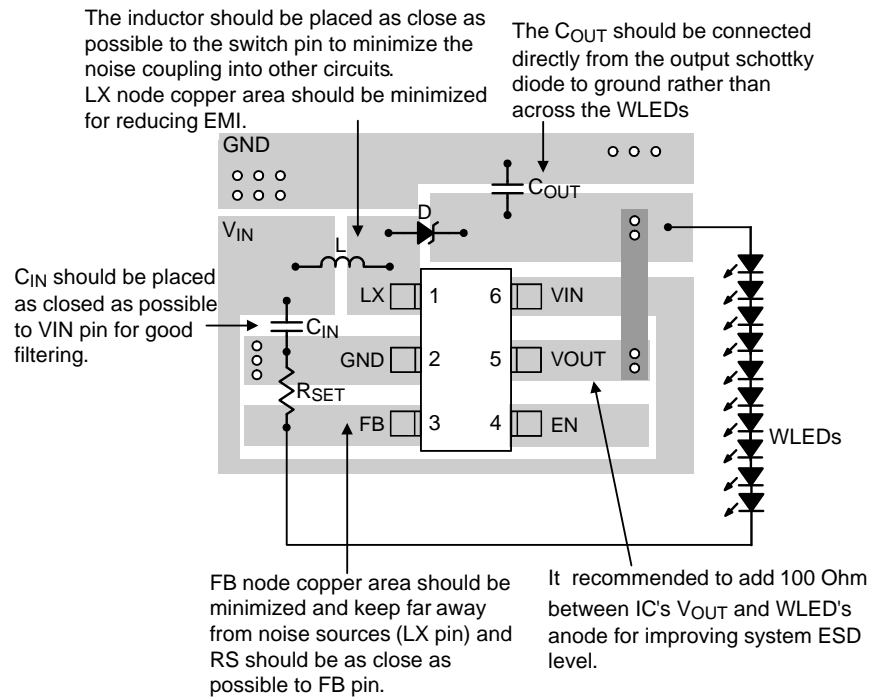 The inductor should be placed as close as
possible to the switch pin to minimize the
noise coupling into other circuits.
LX node copper area should be minimized
for reducing EMI.
The COUT should be connected
directly from the output schottky
diode to ground rather than
across the WLEDs
GND
COUT
D
VIN
L
CIN should be placed
as closed as possible
to VIN pin for good
filtering.
LX 1 6 VIN
CIN
GND 2 5 VOUT
RSET
FB 3 4 EN
WLEDs
FB node copper area should be
minimized and keep far away
from noise sources (LX pin) and
RS should be as close as
possible to FB pin.
It recommended to add 100 Ohm
between IC's VOUT and WLED's
anode for improving system ESD
level.